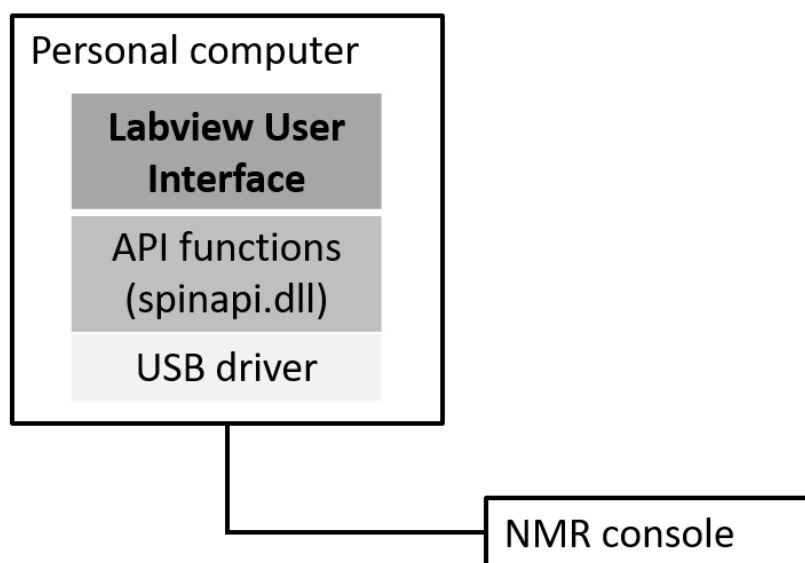 Personal computer
Labview User
Interface
API functions
(spinapi.dll)
USB driver
NMR console